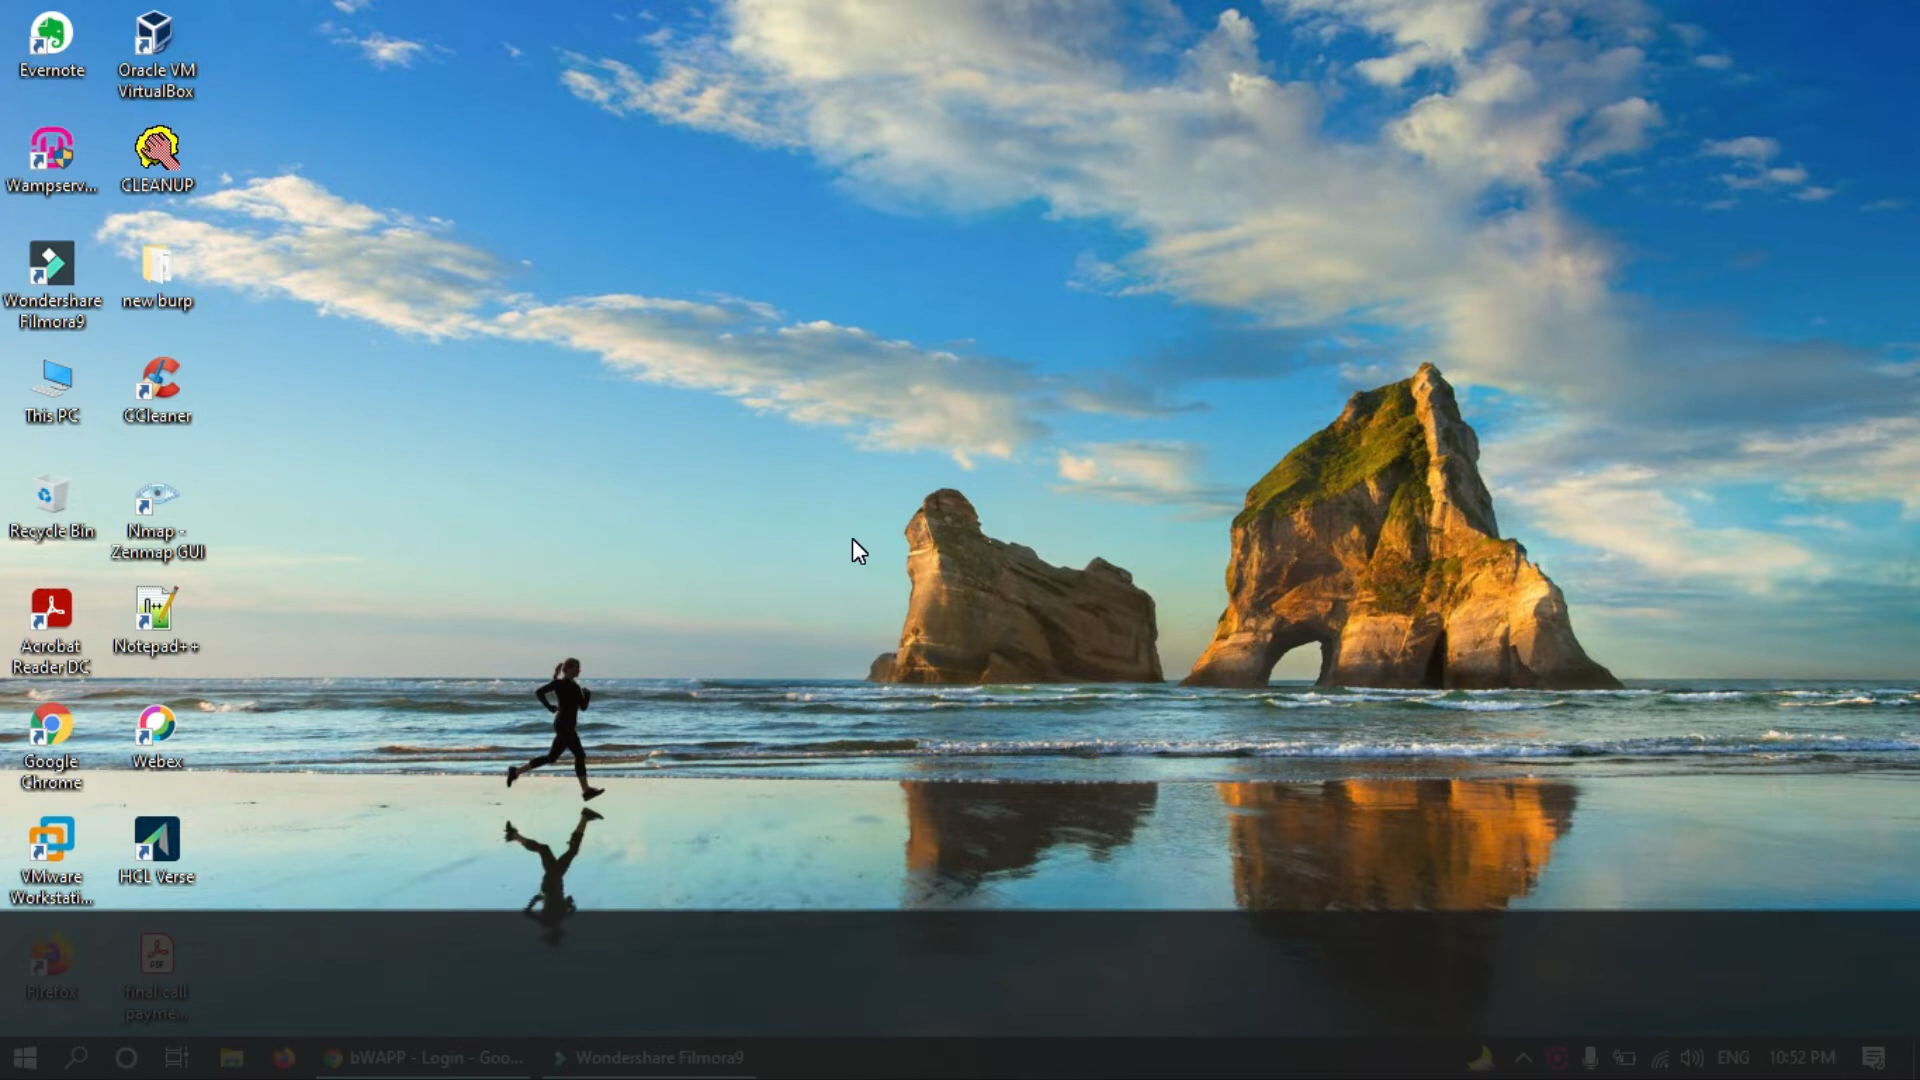 Evernote
Oracle VM
VirtualBox
Wampserv...
CLEANUP
Wondershare
Filmora9
new burp
This PC
CCleaner
Recycle Bin
Nmap -
Zenmap GUI
Acrobat
Reader DC
Notepad++
Google
Chrome
Webex
VMware
Workstati...
HCL Verse
Firefox
final call
payme...
bWAPP - Login - Goo...
Wondershare Filmora9
ENG
10:52 PM